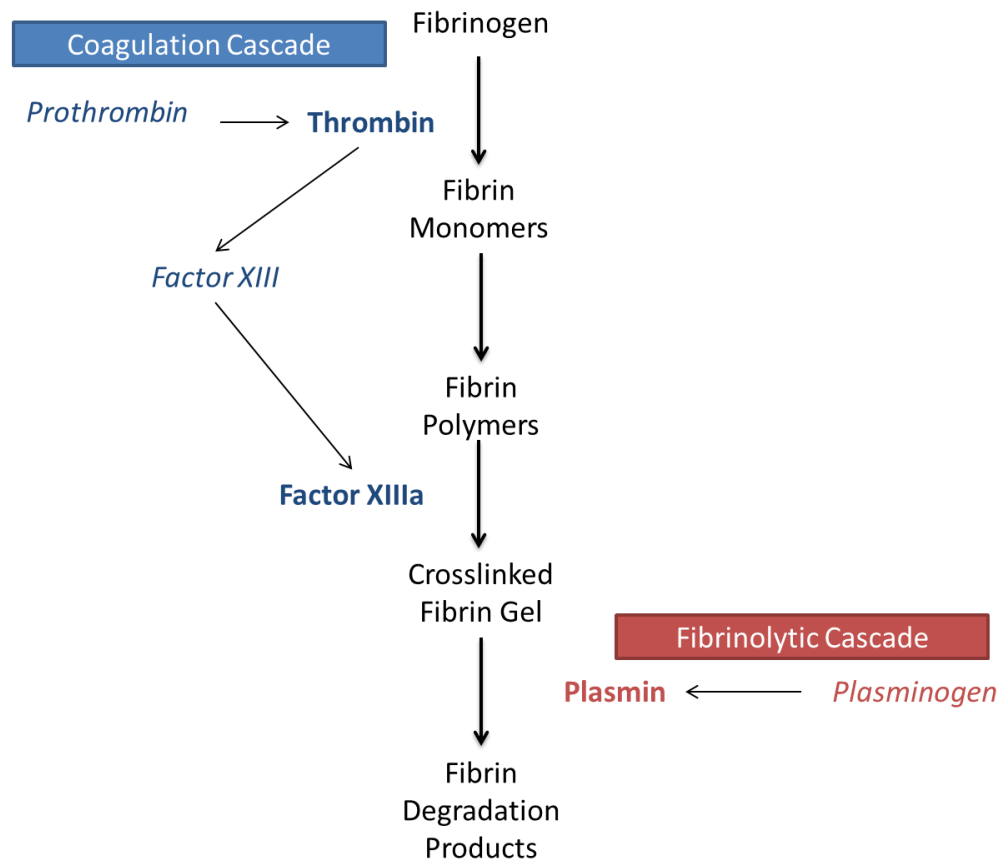 Fibrinogen
Coagulation Cascade
Prothrombin
Thrombin
Fibrin
Monomers
Factor XIII
Fibrin
Polymers
Factor XIIIa
Crosslinked
Fibrin Gel
Fibrinolytic Cascade
Plasmin
Plasminogen
Fibrin
Degradation
Products